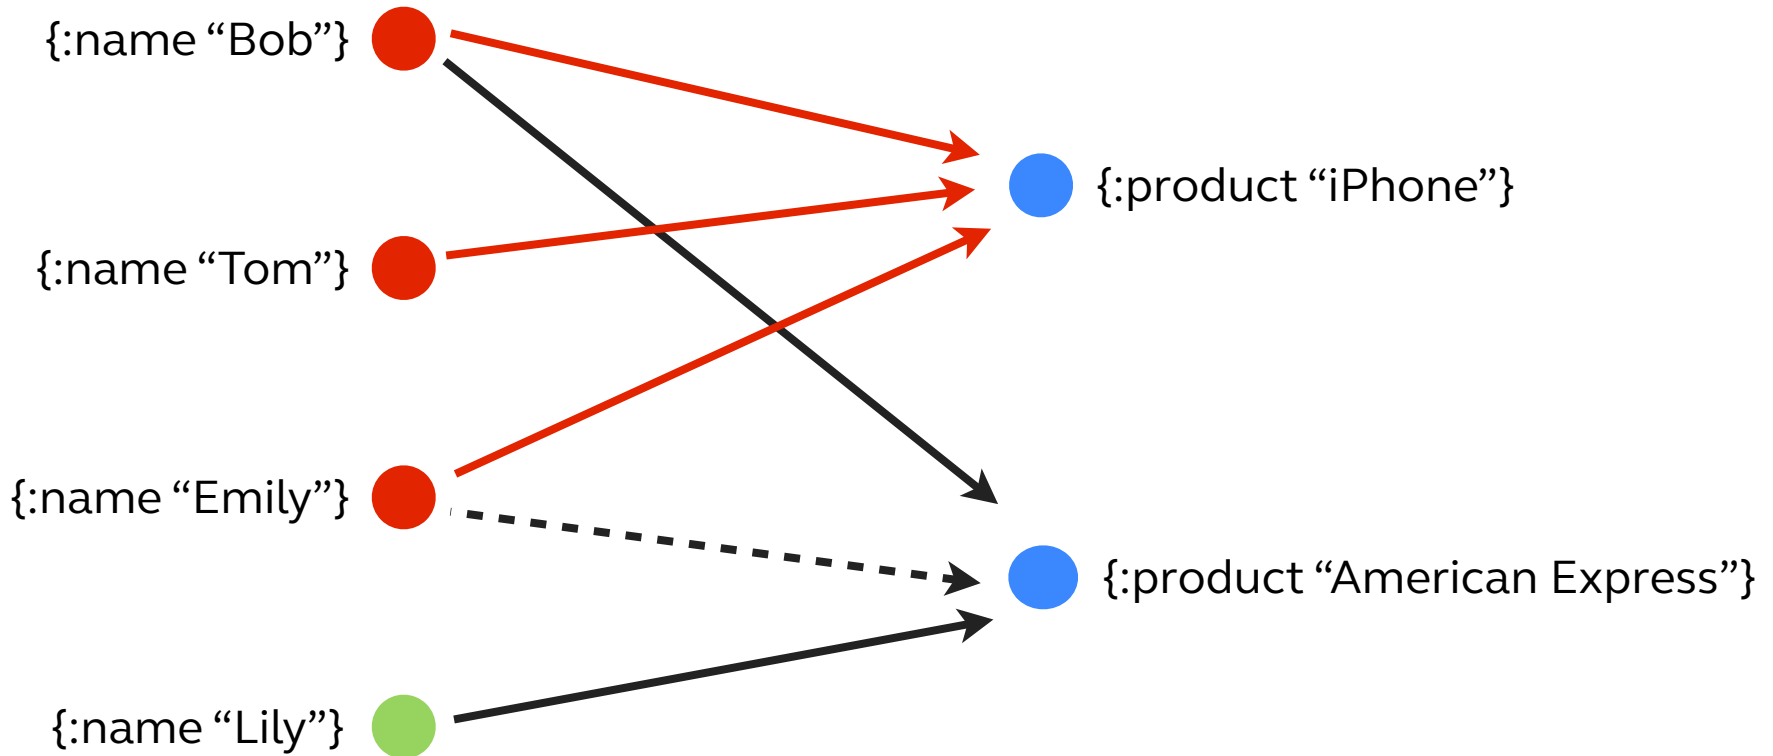 {:name “Bob”}
{:product “iPhone”}
{:name “Tom”}
{:name “Emily”}
{:product “American Express”}
{:name “Lily”}